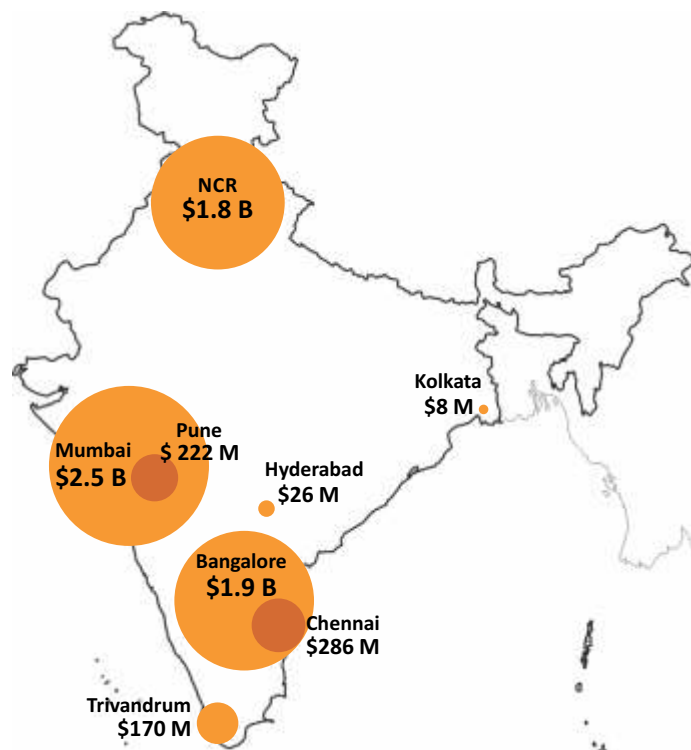 NCR
$1.8 B
Kolkata
$8 M
Pune
$ 222 M
Mumbai
$2.5 B
Hyderabad
$26 M
Bangalore
$1.9 B
Chennai
$286 M
Trivandrum
$170 M